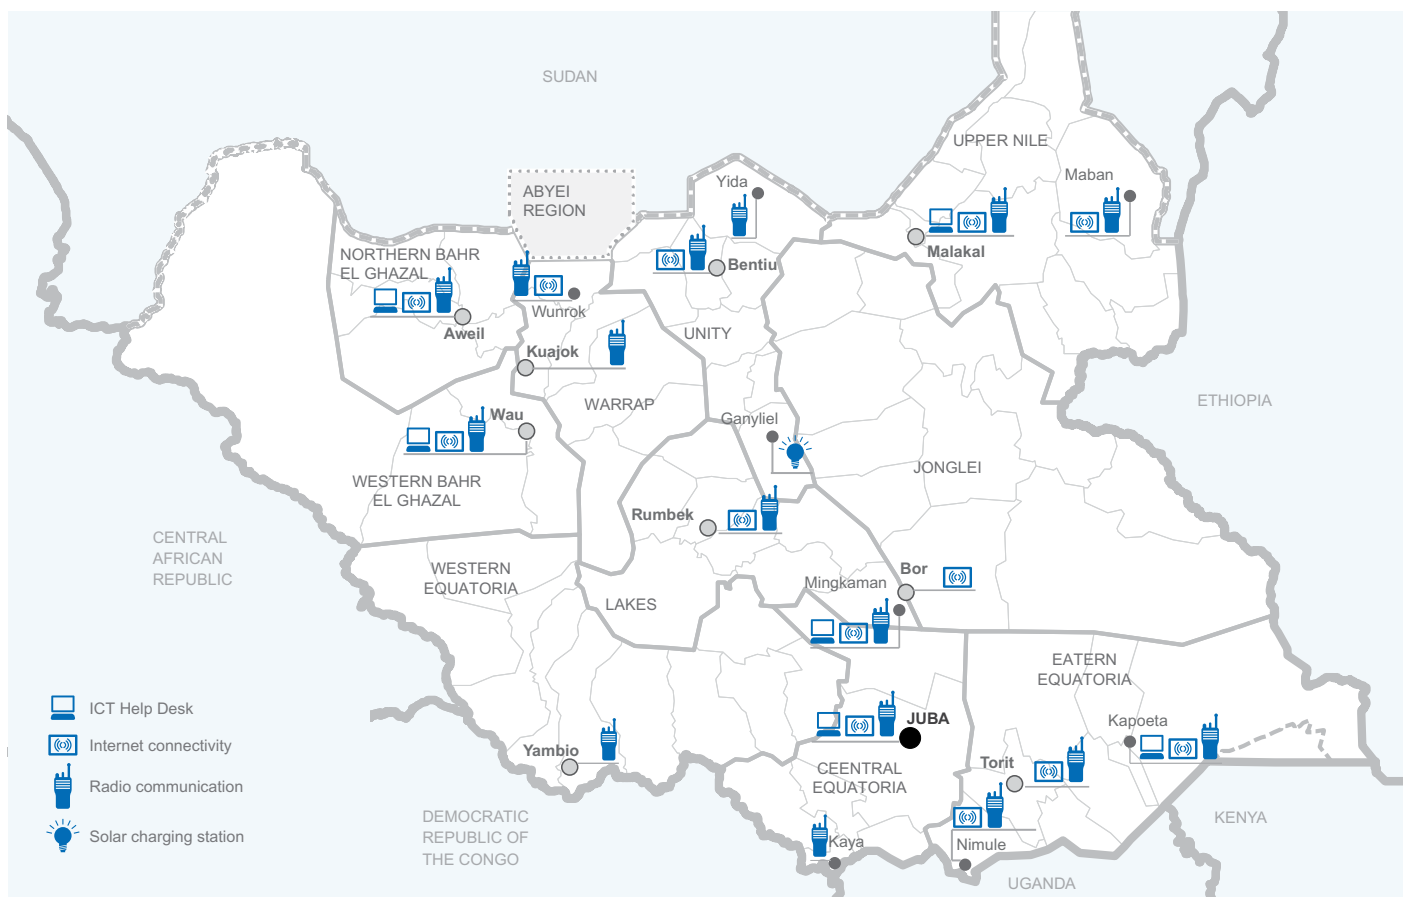 SUDAN
UPPER NILE
Maban
Yida
ABYEI
REGION
NORTHERN BAHR
EL GHAZAL
Malakal
Bentiu
Wunrok
Aweil
UNITY
Kuajok
ETHIOPIA
WARRAP
Wau
Ganyliel
JONGLEI
WESTERN BAHR
EL GHAZAL
Rumbek
CENTRAL
AFRICAN
REPUBLIC
WESTERN
EQUATORIA
Bor
Mingkaman
LAKES
EATERN
EQUATORIA
ICT Help Desk
JUBA
Kapoeta
Internet connectivity
Yambio
Torit
CEENTRAL
EQUATORIA
Radio communication
DEMOCRATIC
REPUBLIC OF
THE CONGO
KENYA
Solar charging station
Kaya
Nimule
UGANDA